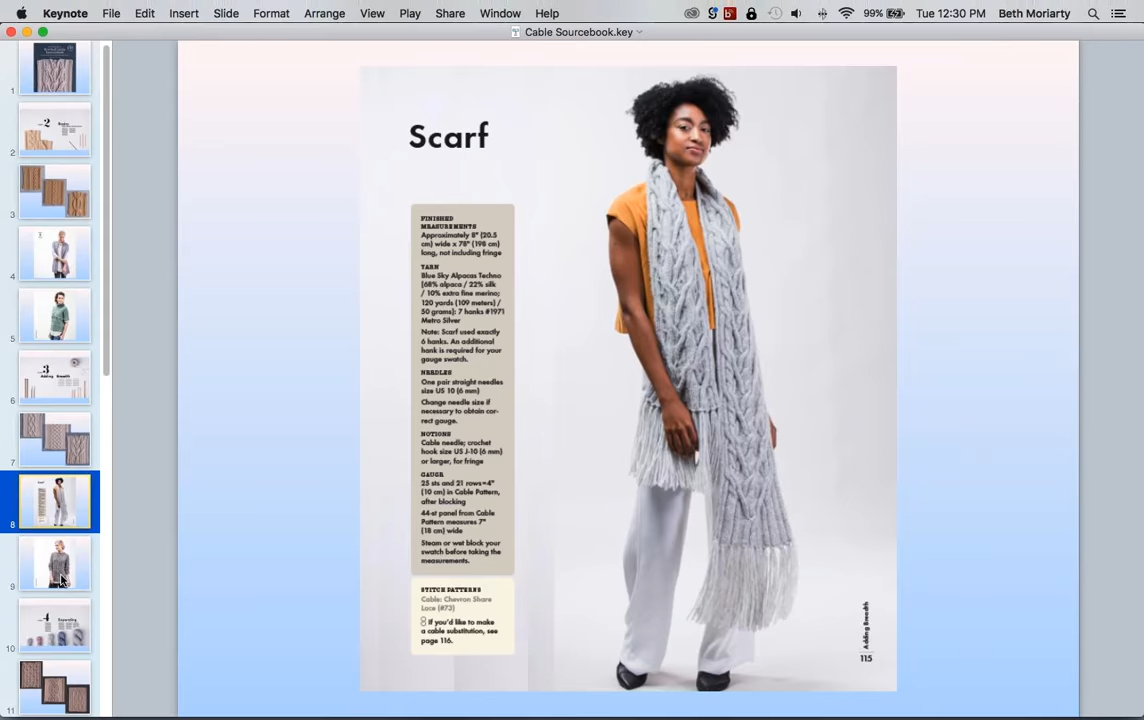 Keynote File Edit Insert Slide Format Arrange View Play Share Window Help 99% Tue 12:30 PM Beth Moriarty
Cable Sourcebook.key
1
2
3
4
5
6
7
8
9
10
11
2
3
4
Scarf
FINISHED
MEASUREMENTS
Approximately 8" (20.5
cm) wide x 78" (198 cm)
long, not including fringe
YARN
Blue Sky Alpacas Techno
(68% alpaca / 22% silk
/ 10% extra fine merino;
120 yards (109 meters) /
50 grams): 7 hanks #1971
Metro Silver
Note: Scarf used exactly
6 hanks. An additional
hank is required for your
gauge swatch.
NEEDLES
One pair straight needles
size US 10 (6 mm)
Change needle size if
necessary to obtain cor-
rect gauge.
NOTIONS
Cable needle; crochet
hook size US J-10 (6 mm)
or larger, for fringe
GAUGE
25 sts and 21 rows=4"
(10 cm) in Cable Pattern,
after blocking
44-st panel from Cable
Pattern measures 7"
(18 cm) wide
Steam or wet block your
swatch before taking the
measurements.
STITCH PATTERNS
Cable: Chevron Share
Lace (#73)
If you'd like to make
a cable substitution, see
page 116.
Adding Breadth
115